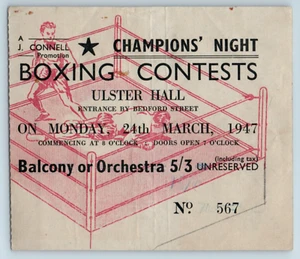 A
J. CONNELL
Promotion
★ CHAMPIONS' NIGHT
BOXING CONTESTS
ULSTER HALL
ENTRANCE BY BEDFORD STREET
ON MONDAY, 24th MARCH, 1947
COMMENCING AT 8 O'CLOCK DOORS OPEN 7 O'CLOCK
Balcony or Orchestra 5/3 (including tax) UNRESERVED
No 567